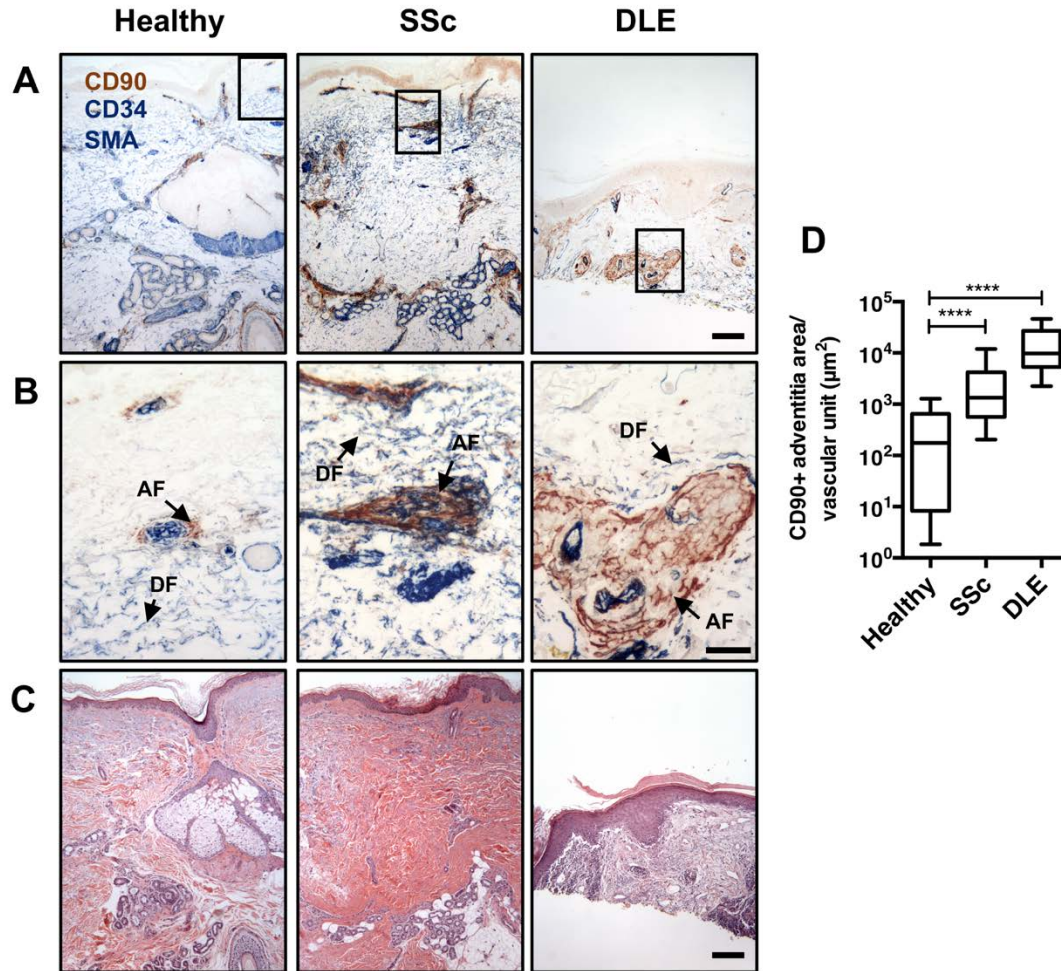 Healthy
SSc
DLE
A
CD90
CD34
SMA
B
AF
DF
DF
AF
DF
AF
C
D
CD90+ adventitia area/
vascular unit (µm²)
10⁵
10⁴
10³
10²
10¹
10⁰
****
****
Healthy
SSc
DLE